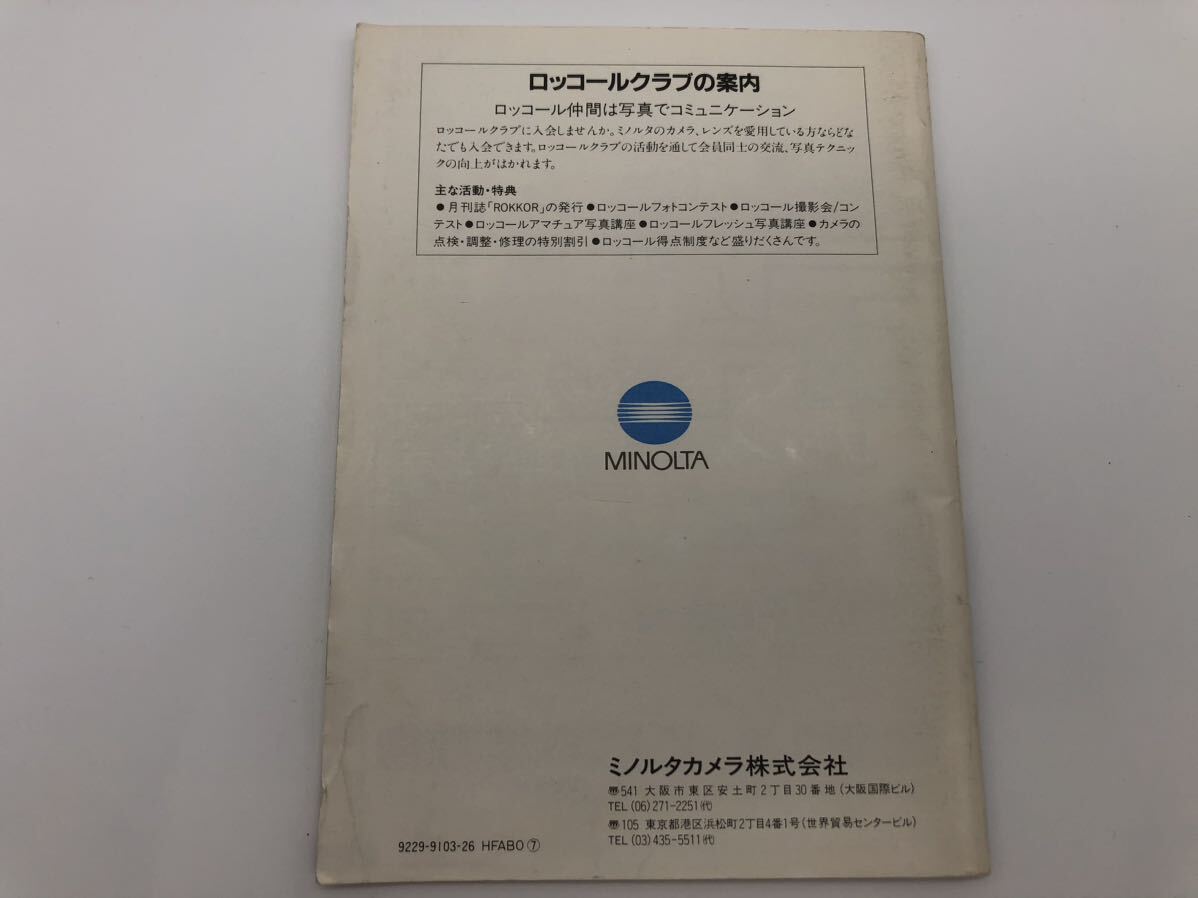 ロッコールクラブの案内
ロッコール仲間は写真でコミュニケーション
ロッコールクラブに入会しませんか。ミノルタのカメラ、レンズを愛用している方ならどな
たでも入会できます。ロッコールクラブの活動を通して会員同士の交流、写真テクニッ
クの向上がはかれます。
主な活動・特典
●月刊誌「ROKKOR」の発行●ロッコールフォトコンテスト●ロッコール撮影会/コン
テスト●ロッコールアマチュア写真講座●ロッコールフレッシュ写真講座●カメラの
点検・調整・修理の特別割引●ロッコール得点制度など盛りだくさんです。
MINOLTA
ミノルタカメラ株式会社
〠541 大阪市東区安土町2丁目30番地(大阪国際ビル)
TEL (06)271-2251㈹
〠105 東京都港区浜松町2丁目4番1号(世界貿易センタービル)
TEL (03)435-5511㈹
9229-9103-26 HFABO⑦